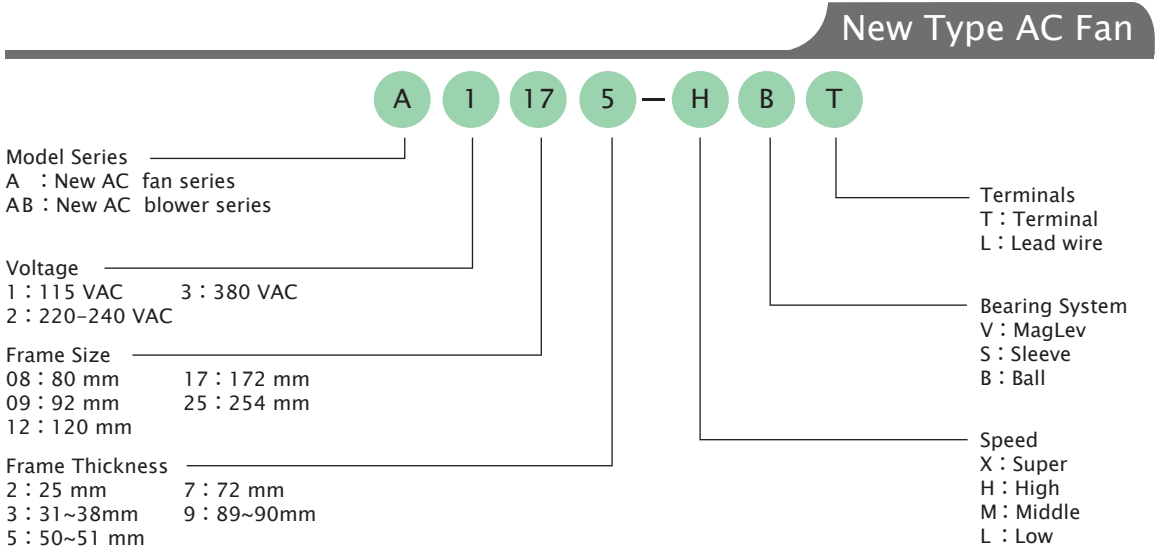 New Type AC Fan
A 1 17 5 — H B T
Model Series
A ：New AC fan series
AB：New AC blower series
Voltage
1：115 VAC 3：380 VAC
2：220-240 VAC
Frame Size
08：80 mm 17：172 mm
09：92 mm 25：254 mm
12：120 mm
Frame Thickness
2：25 mm 7：72 mm
3：31~38mm 9：89~90mm
5：50~51 mm
Terminals
T：Terminal
L：Lead wire
Bearing System
V：MagLev
S：Sleeve
B：Ball
Speed
X：Super
H：High
M：Middle
L：Low